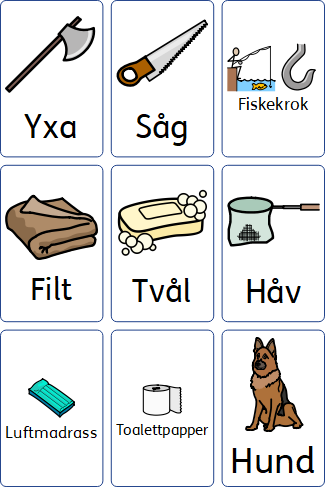 Yxa
Såg
Fiskekrok
Filt
Tvål
Håv
Luftmadrass
Toalettpapper
Hund